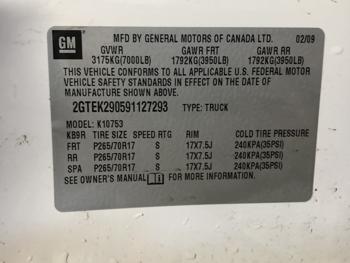 GM
MFD BY GENERAL MOTORS OF CANADA LTD. 02/09
GVWR GAWR FRT GAWR RR
3175KG(7000LB) 1792KG(3950LB) 1792KG(3950LB)
THIS VEHICLE CONFORMS TO ALL APPLICABLE U.S. FEDERAL MOTOR
VEHICLE SAFETY STANDARDS IN EFFECT ON THE DATE OF
MANUFACTURE SHOWN ABOVE.
2GTEK290591127293 TYPE: TRUCK
MODEL: K10753
KB9R TIRE SIZE SPEED RTG RIM COLD TIRE PRESSURE
FRT P265/70R17 S 17X7.5J 240KPA(35PSI)
RR P265/70R17 S 17X7.5J 240KPA(35PSI)
SPA P265/70R17 S 17X7.5J 240KPA(35PSI)
SEE OWNER'S MANUAL FOR MORE INFORMATION.